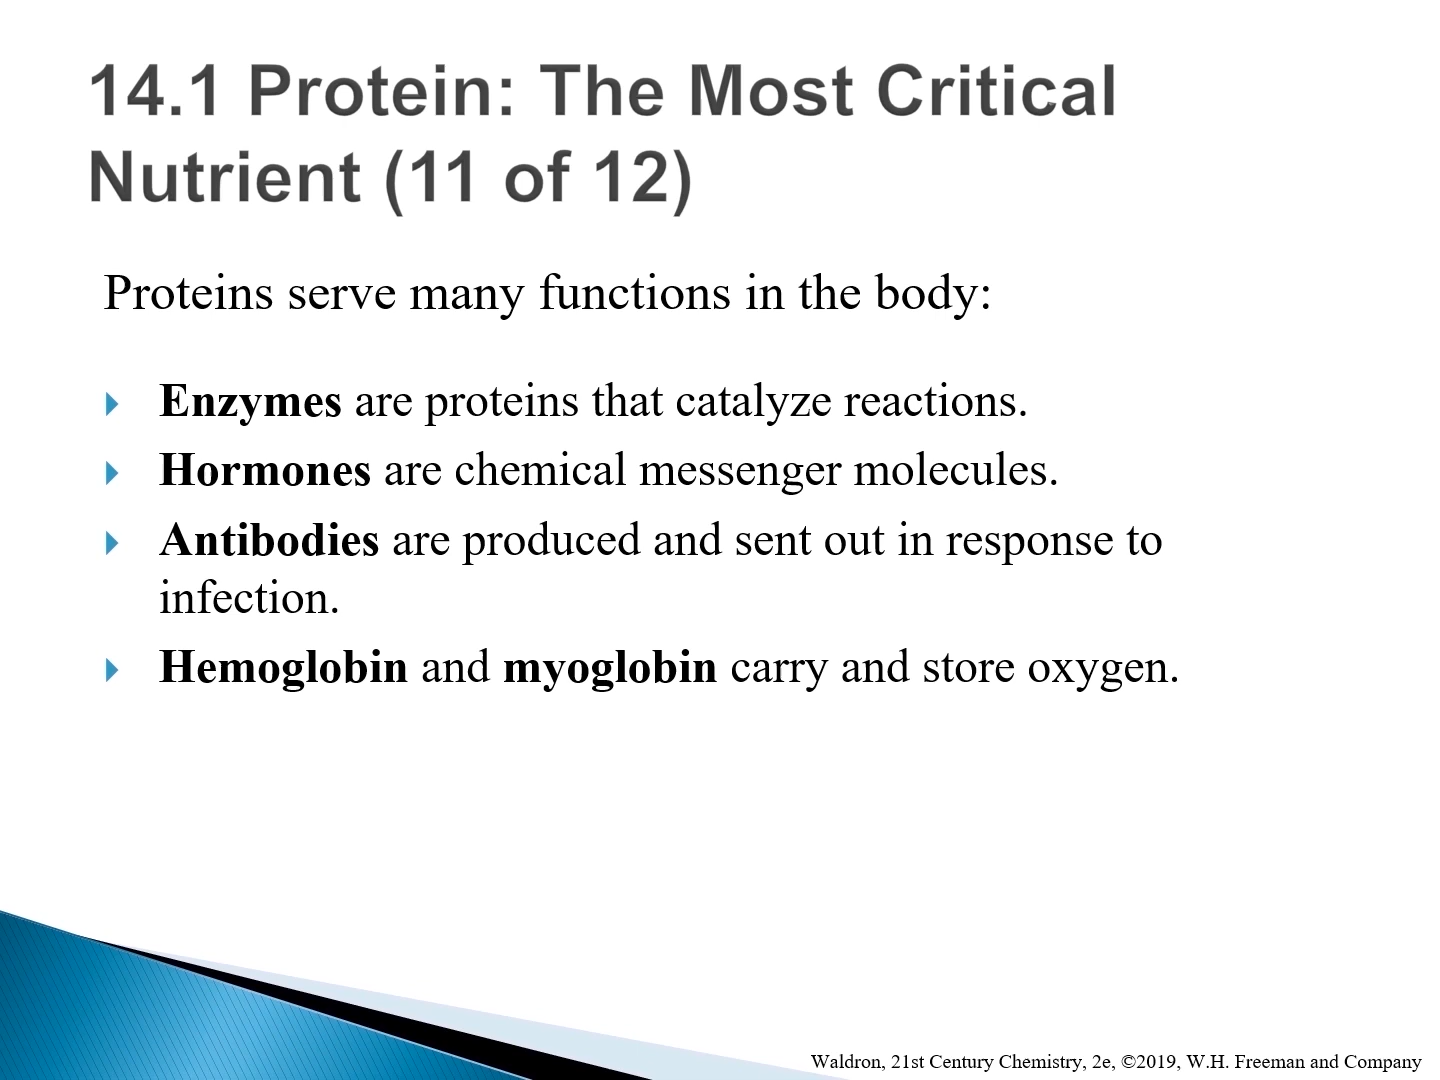 14.1 Protein: The Most Critical
Nutrient (11 of 12)
Proteins serve many functions in the body:
Enzymes are proteins that catalyze reactions.
Hormones are chemical messenger molecules.
Antibodies are produced and sent out in response to
infection.
Hemoglobin and myoglobin carry and store oxygen.
Waldron, 21st Century Chemistry, 2e, ©2019, W.H. Freeman and Company